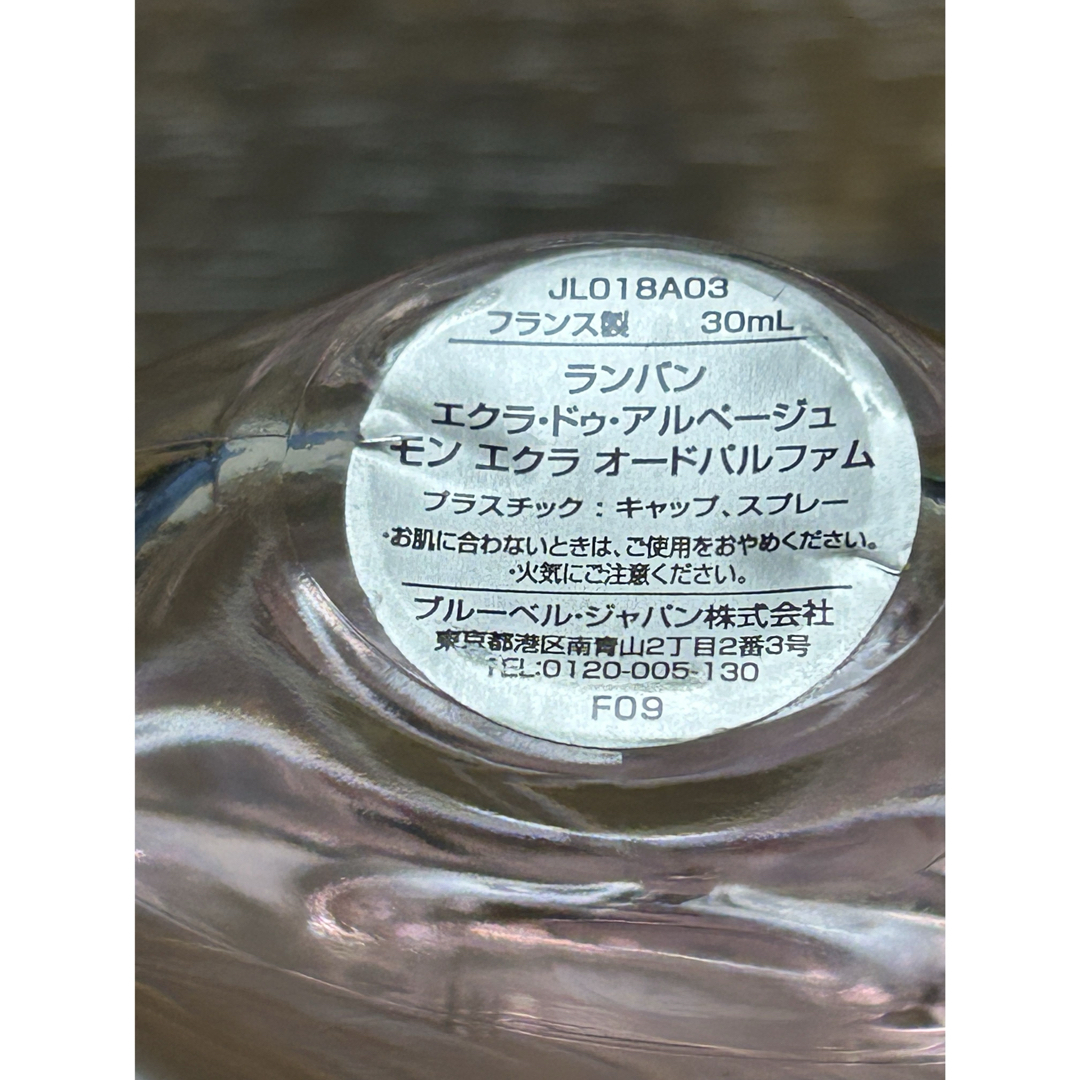 JL018A03
フランス製 30mL
ランバン
エクラ・ドゥ・アルページュ
モン エクラ オードパルファム
プラスチック：キャップ、スプレー
・お肌に合わないときは、ご使用をおやめください。
・火気にご注意ください。
ブルーベル・ジャパン株式会社
東京都港区南青山2丁目2番3号
TEL:0120-005-130
F09